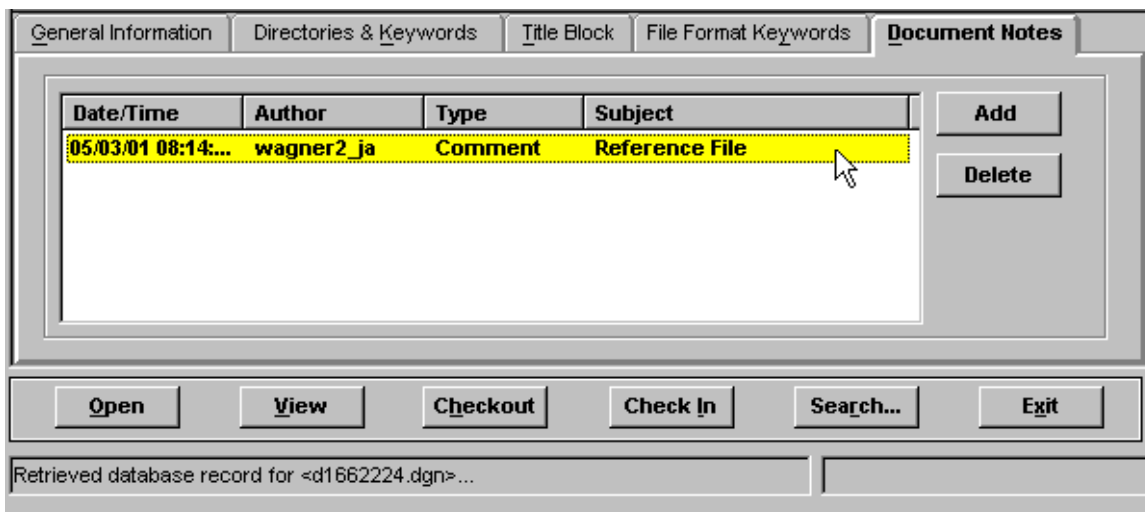 General Information Directories & Keywords Title Block File Format Keywords Document Notes
Date/Time Author Type Subject Add
05/03/01 08:14:... wagner2_ja Comment Reference File
Delete
Open View Checkout Check In Search... Exit
Retrieved database record for <d1662224.dgn>...